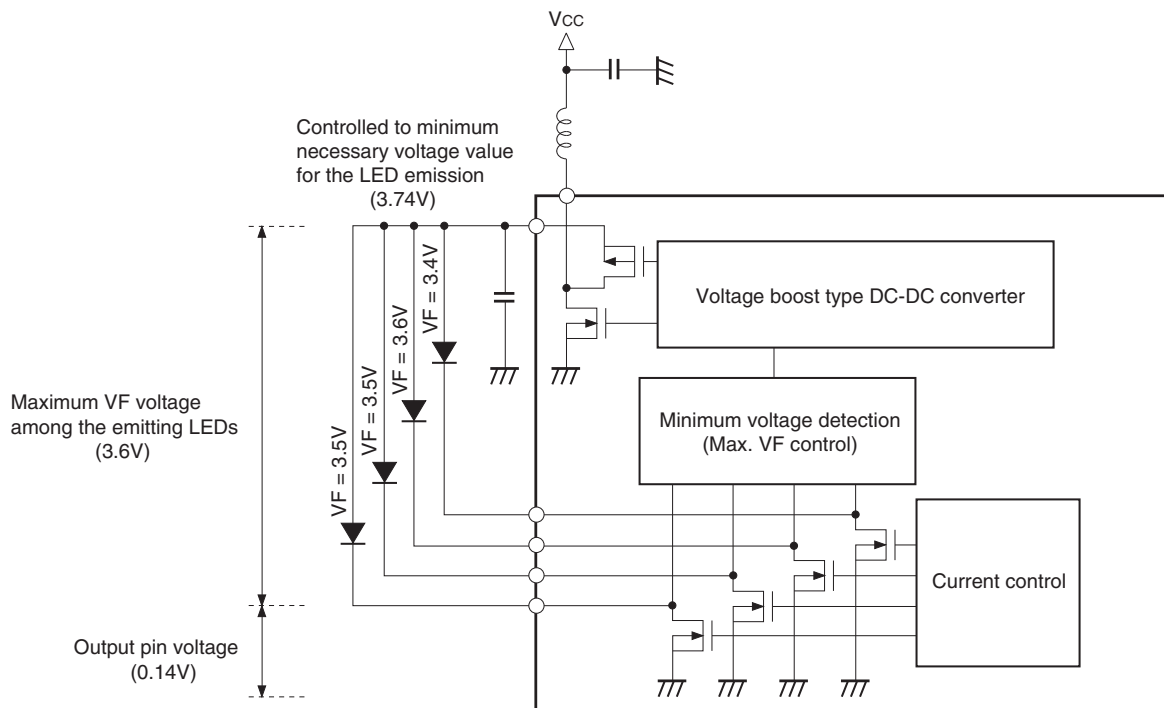 VCC
Controlled to minimum
necessary voltage value
for the LED emission
(3.74V)
VF = 3.5V
VF = 3.5V
VF = 3.6V
VF = 3.4V
Voltage boost type DC-DC converter
Maximum VF voltage
among the emitting LEDs
(3.6V)
Minimum voltage detection
(Max. VF control)
Current control
Output pin voltage
(0.14V)